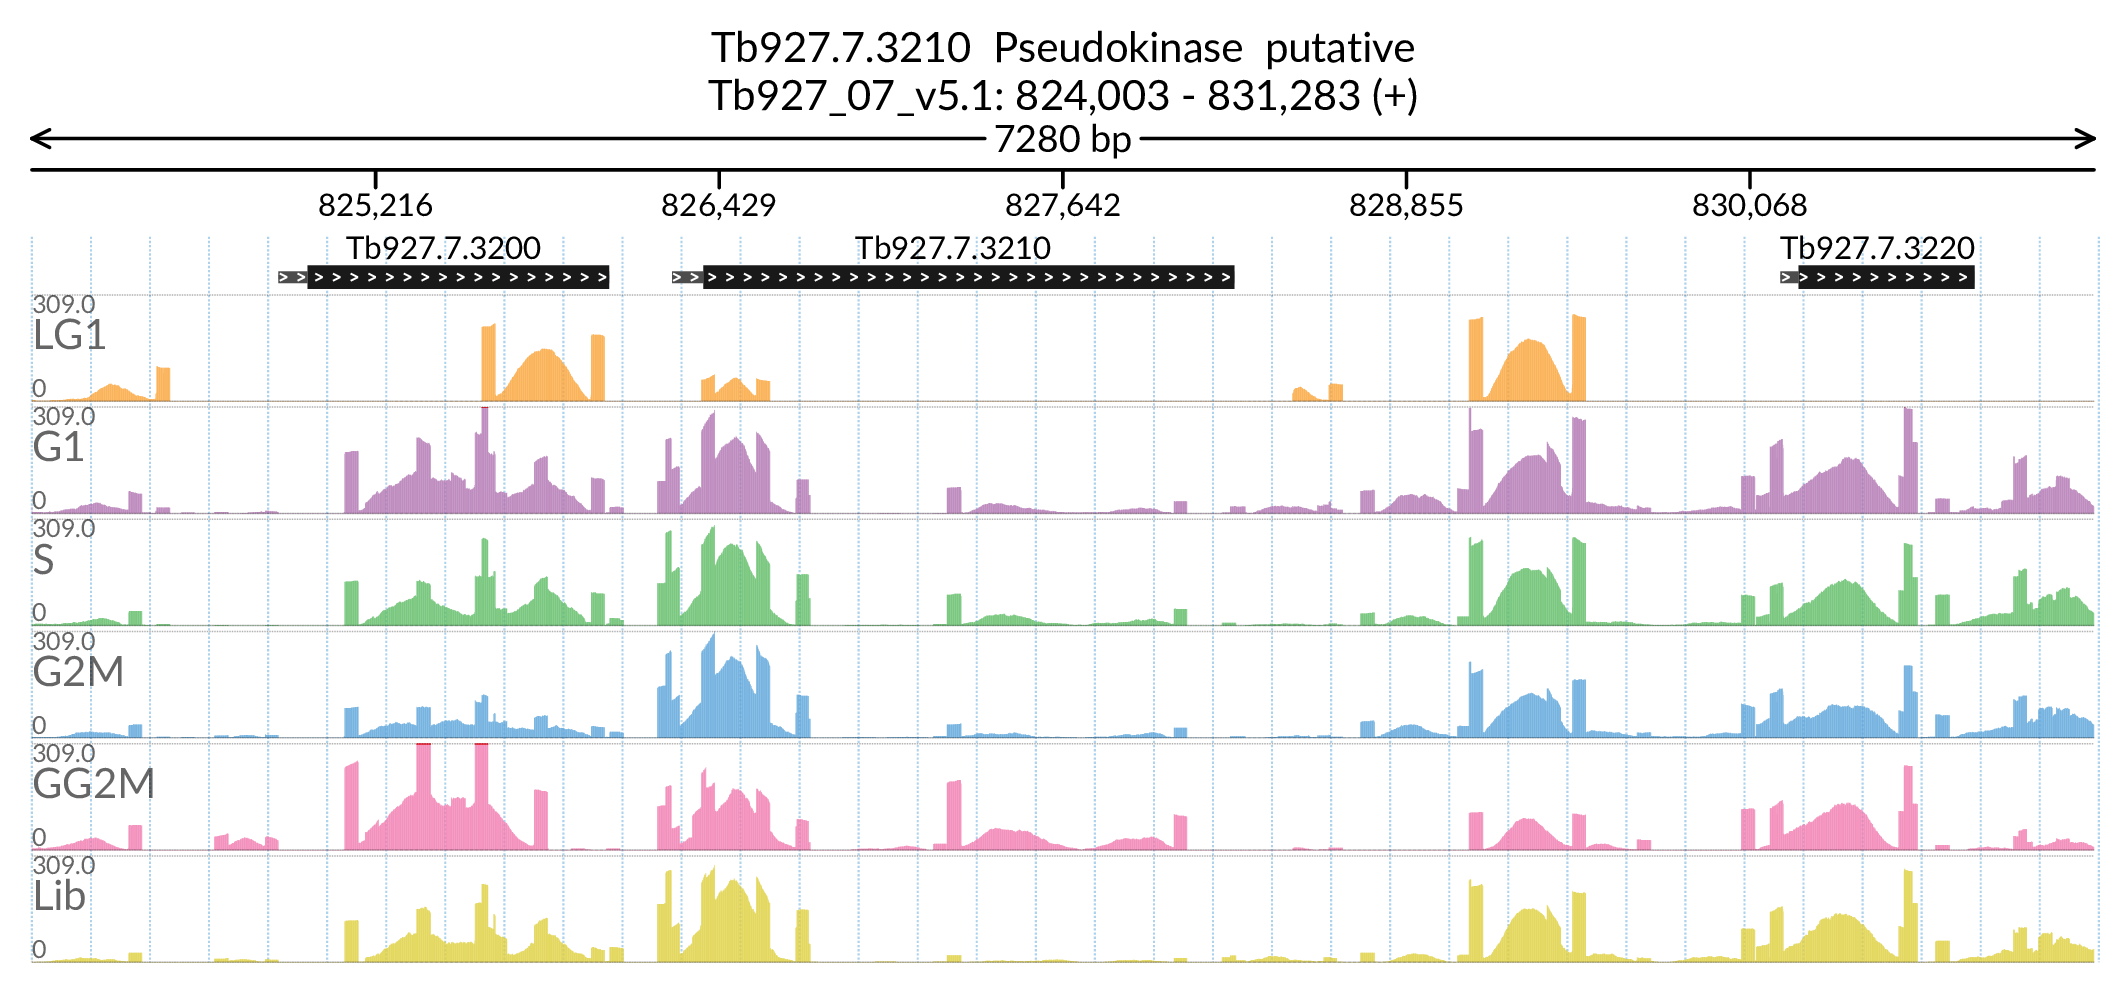 Tb927.7.3210 Pseudokinase putative
Tb927_07_v5.1: 824,003 - 831,283 (+)
7280 bp
825,216 826,429 827,642 828,855 830,068
Tb927.7.3200 Tb927.7.3210 Tb927.7.3220
309.0
LG1
0
309.0
G1
0
309.0
S
0
309.0
G2M
0
309.0
GG2M
0
309.0
Lib
0